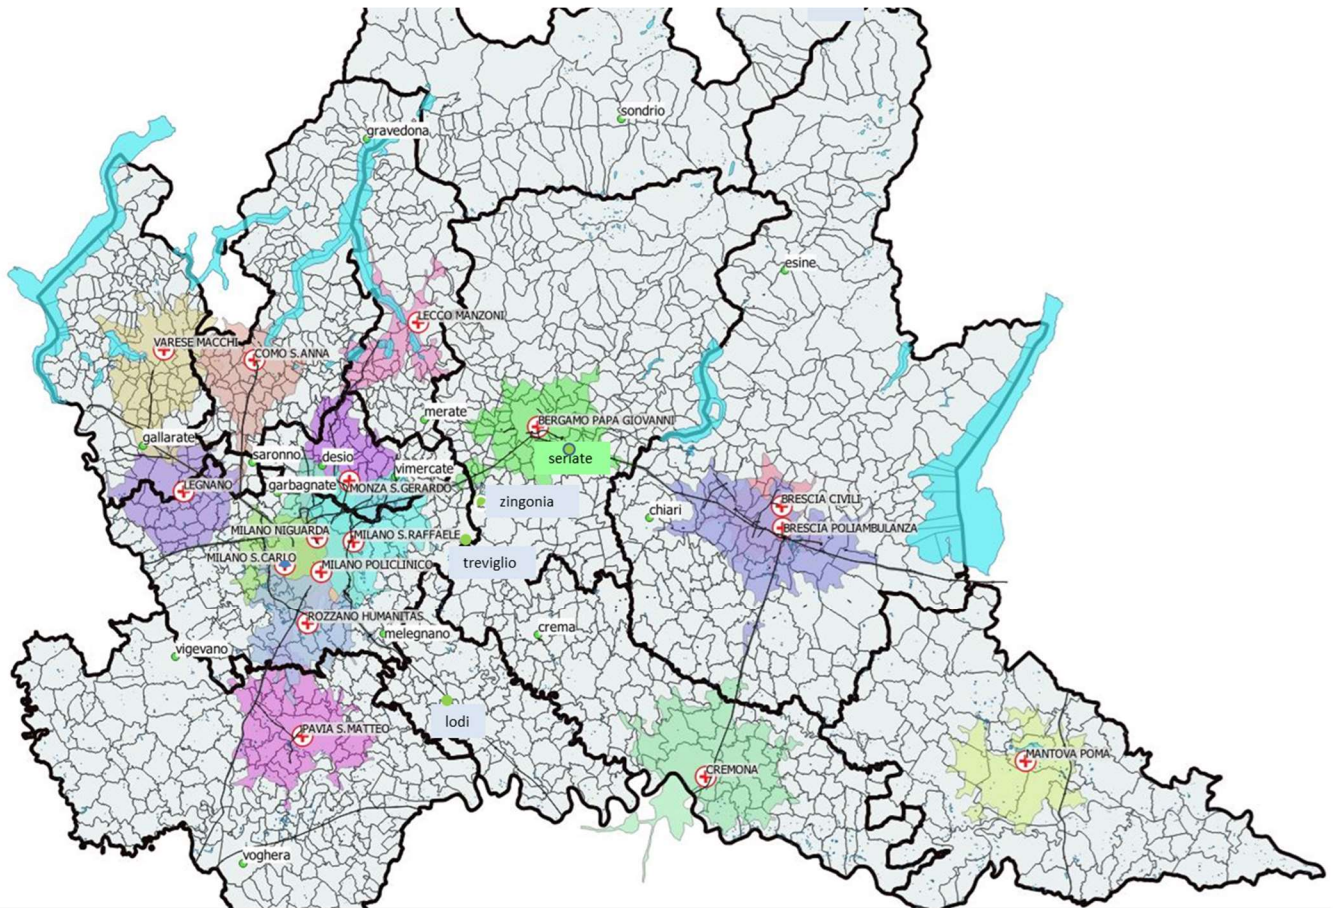 sondrio
gravedona
esine
LECCO MANZONI
VARESE MACCHI
COMO S.ANNA
merate
BERGAMO PAPA GIOVANNI
gallarate
saronno
desio
seriate
vimercate
LEGNANO
garbagnate
MONZA S.GERARDO
zingonia
BRESCIA CIVILI
chiari
BRESCIA POLIAMBULANZA
MILANO NIGUARDA
MILANO S.RAFFAELE
MILANO S.CARLO
MILANO POLICLINICO
treviglio
ROZZANO HUMANITAS
melegnano
crema
vigevano
lodi
PAVIA S.MATTEO
MANTOVA POMA
CREMONA
voghera